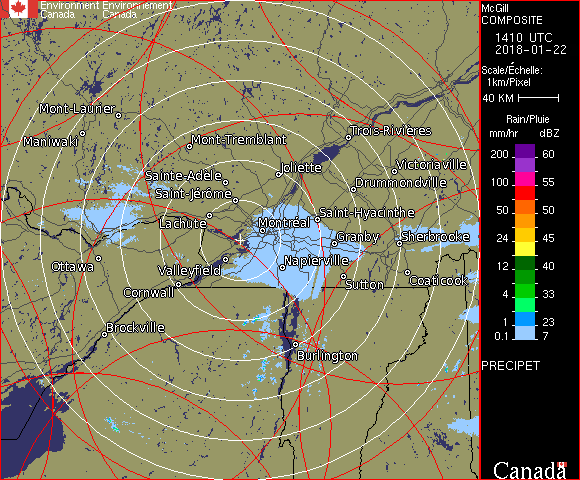 Environment Environnement
Canada Canada
McGill
COMPOSITE
1410 UTC
2018-01-22
Scale/Échelle:
1km/Pixel
40 KM
Rain/Pluie
mm/hr dBZ
200 60
150 57
100 55
50 50
24 45
12 40
4 33
1 23
0.1 7
PRECIPET
Canada
Mont-Laurier
Maniwaki
Mont-Tremblant
Trois-Rivières
Sainte-Adèle
Joliette
Victoriaville
Saint-Jérôme
Drummondville
Lachute
Montréal
Saint-Hyacinthe
Granby
Sherbrooke
Ottawa
Valleyfield
Napierville
Cornwall
Sutton
Coaticook
Brockville
Burlington